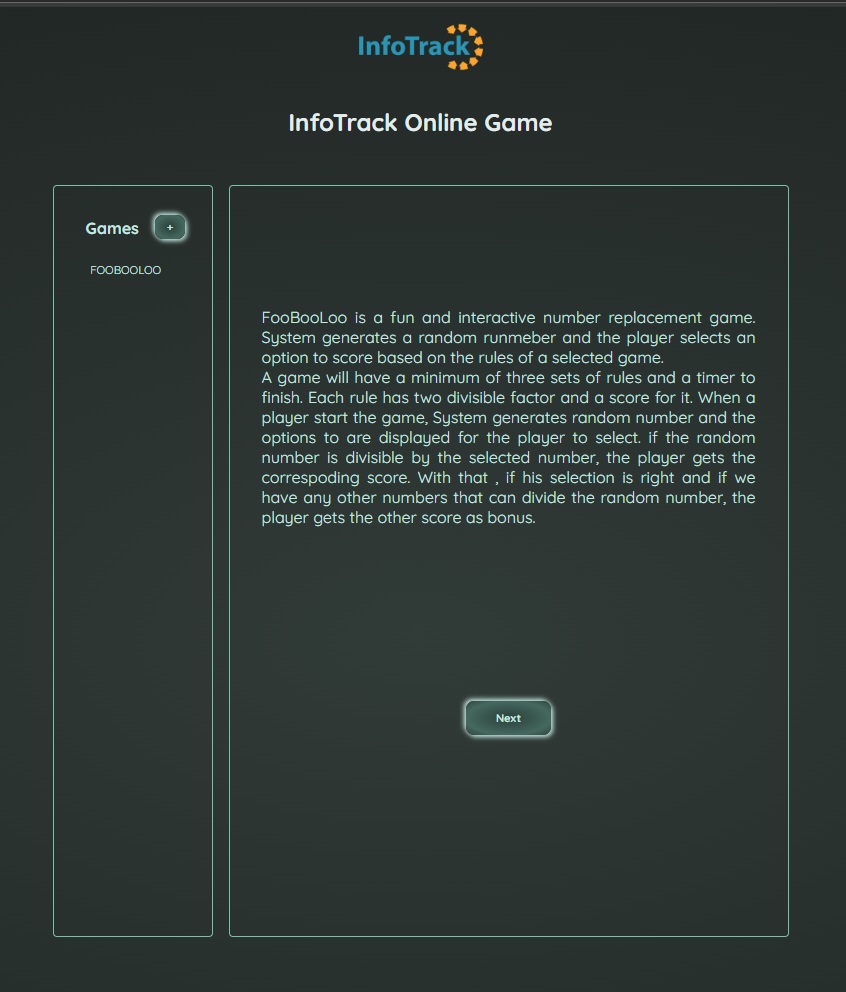 InfoTrack
InfoTrack Online Game
Games +
FOOBOOLOO
FooBooLoo is a fun and interactive number replacement game.
System generates a random runmeber and the player selects an
option to score based on the rules of a selected game.
A game will have a minimum of three sets of rules and a timer to
finish. Each rule has two divisible factor and a score for it. When a
player start the game, System generates random number and the
options to are displayed for the player to select. if the random
number is divisible by the selected number, the player gets the
correspoding score. With that , if his selection is right and if we
have any other numbers that can divide the random number, the
player gets the other score as bonus.
Next